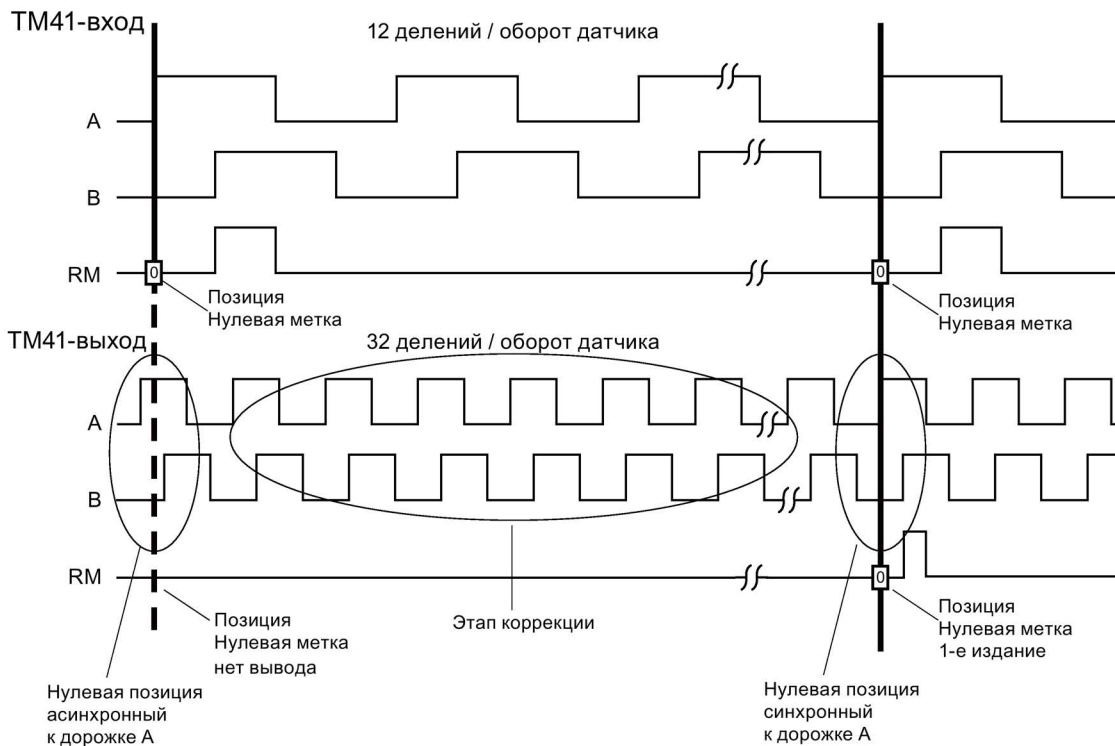 TM41-вход
12 делений / оборот датчика
A
B
RM
0
0
Позиция
Нулевая метка
Позиция
Нулевая метка
TM41-выход
32 делений / оборот датчика
A
B
RM
0
Позиция
Нулевая метка
нет вывода
Этап коррекции
Позиция
Нулевая метка
1-е издание
Нулевая позиция
асинхронный
к дорожке A
Нулевая позиция
синхронный
к дорожке A